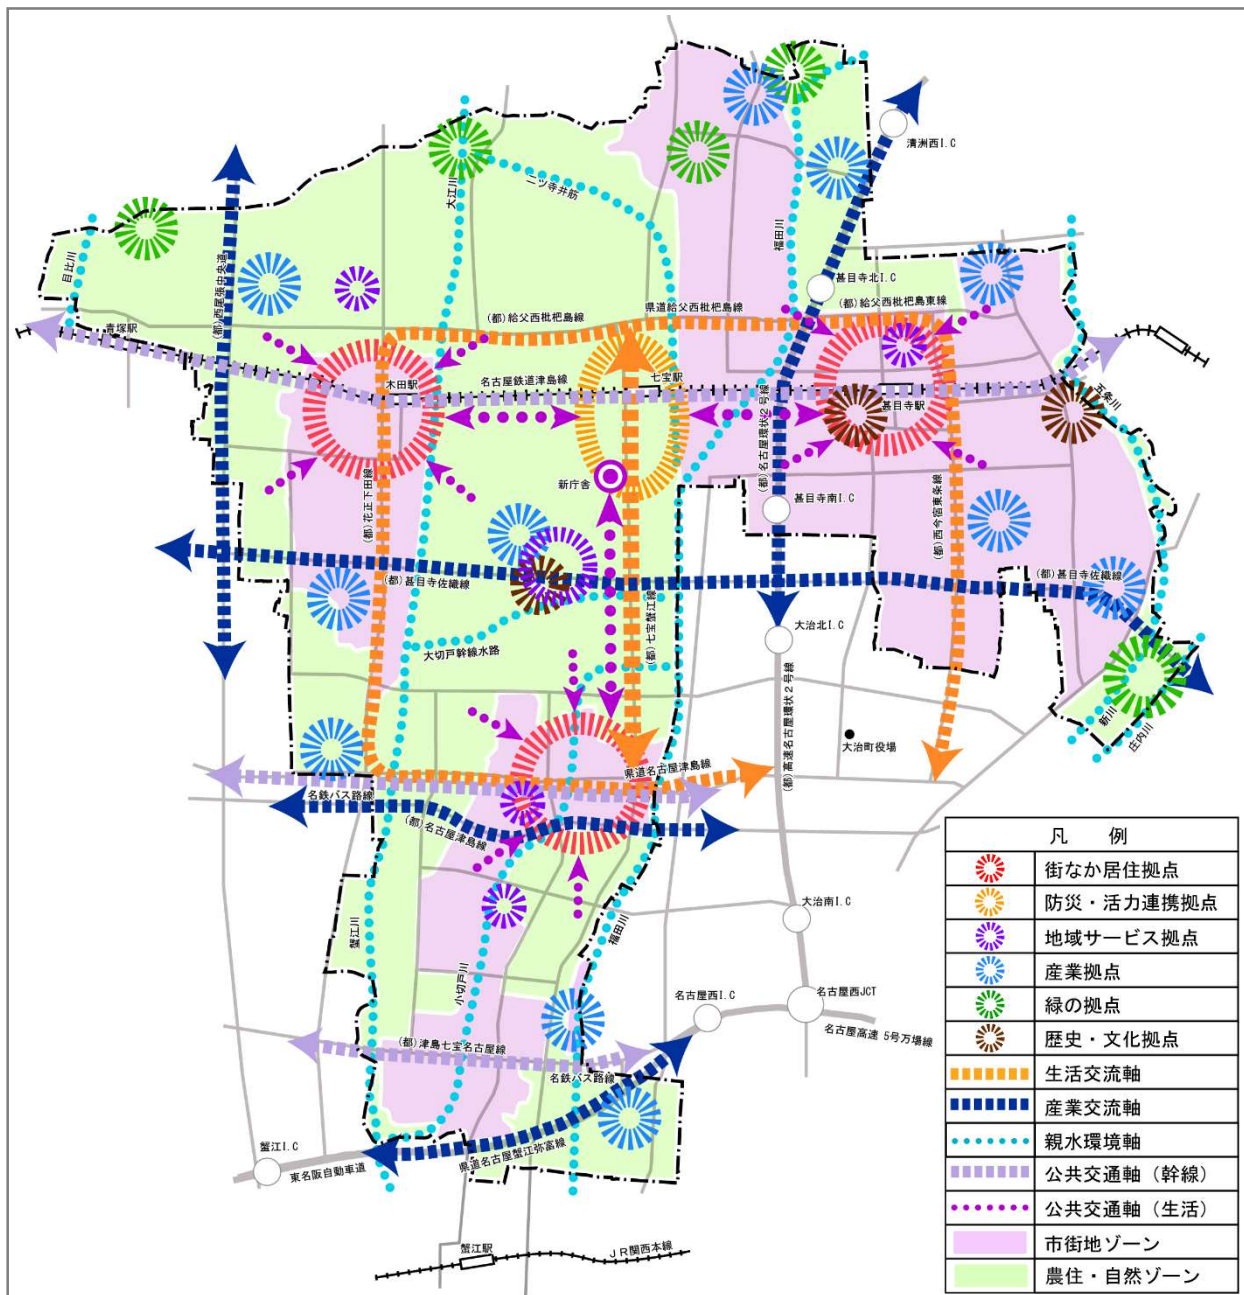 清洲西I.C
大江川
二ツ寺井筋
福田川
目比川
(都)西尾張中央道
甚目寺北I.C
(都)給父西枇杷島東線
県道給父西枇杷島線
(都)給父西枇杷島線
青塚駅
木田駅
名古屋鉄道津島線
七宝駅
甚目寺駅
五条川
(都)名古屋環状2号線
新庁舎
甚目寺南I.C
(都)花正下田線
(都)西今宿東条線
(都)甚目寺佐織線
(都)甚目寺佐織線
(都)七宝蟹江線
大切戸幹線水路
大治北I.C
(都)高速名古屋環状2号線
新川
庄内川
大治町役場
県道名古屋津島線
名鉄バス路線
(都)名古屋津島線
蟹江川
福田川
小切戸川
大治南I.C
名古屋西I.C
名古屋西JCT
名古屋高速 5号万場線
(都)津島七宝名古屋線
名鉄バス路線
県道名古屋蟹江弥富線
蟹江I.C
東名阪自動車道
蟹江駅
JR関西本線
凡 例
街なか居住拠点
防災・活力連携拠点
地域サービス拠点
産業拠点
緑の拠点
歴史・文化拠点
生活交流軸
産業交流軸
親水環境軸
公共交通軸（幹線）
公共交通軸（生活）
市街地ゾーン
農住・自然ゾーン